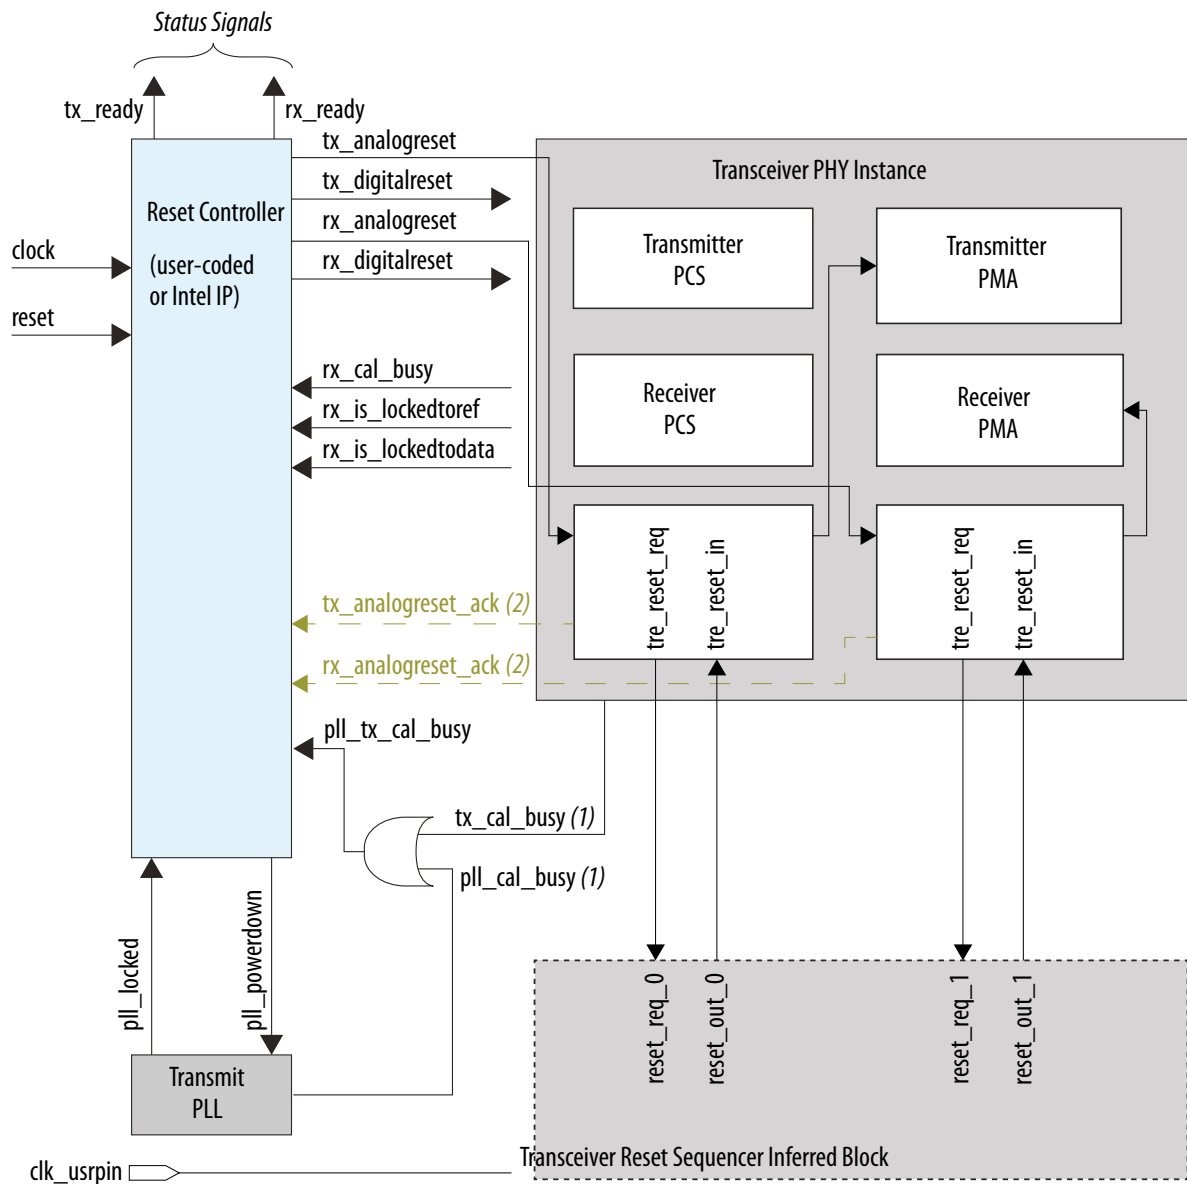 Status Signals
tx_ready
rx_ready
tx_analogreset
tx_digitalreset
rx_analogreset
rx_digitalreset
Reset Controller
(user-coded
or Intel IP)
clock
reset
rx_cal_busy
rx_is_lockedtoref
rx_is_lockedtodata
Transceiver PHY Instance
Transmitter
PCS
Transmitter
PMA
Receiver
PCS
Receiver
PMA
tre_reset_req
tre_reset_in
tre_reset_req
tre_reset_in
tx_analogreset_ack (2)
rx_analogreset_ack (2)
pll_tx_cal_busy
tx_cal_busy (1)
pll_cal_busy (1)
pll_locked
pll_powerdown
reset_req_0
reset_out_0
reset_req_1
reset_out_1
Transmit
PLL
Transceiver Reset Sequencer Inferred Block
clk_usrpin